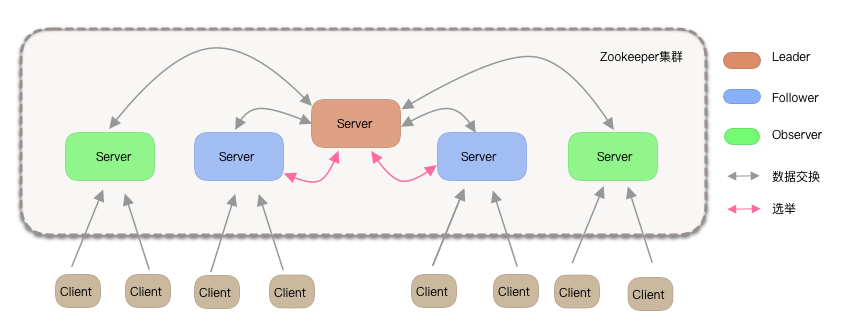 Zookeeper集群
Leader
Follower
Observer
数据交换
选举
Server
Server
Server
Server
Server
Client
Client
Client
Client
Client
Client
Client
Client